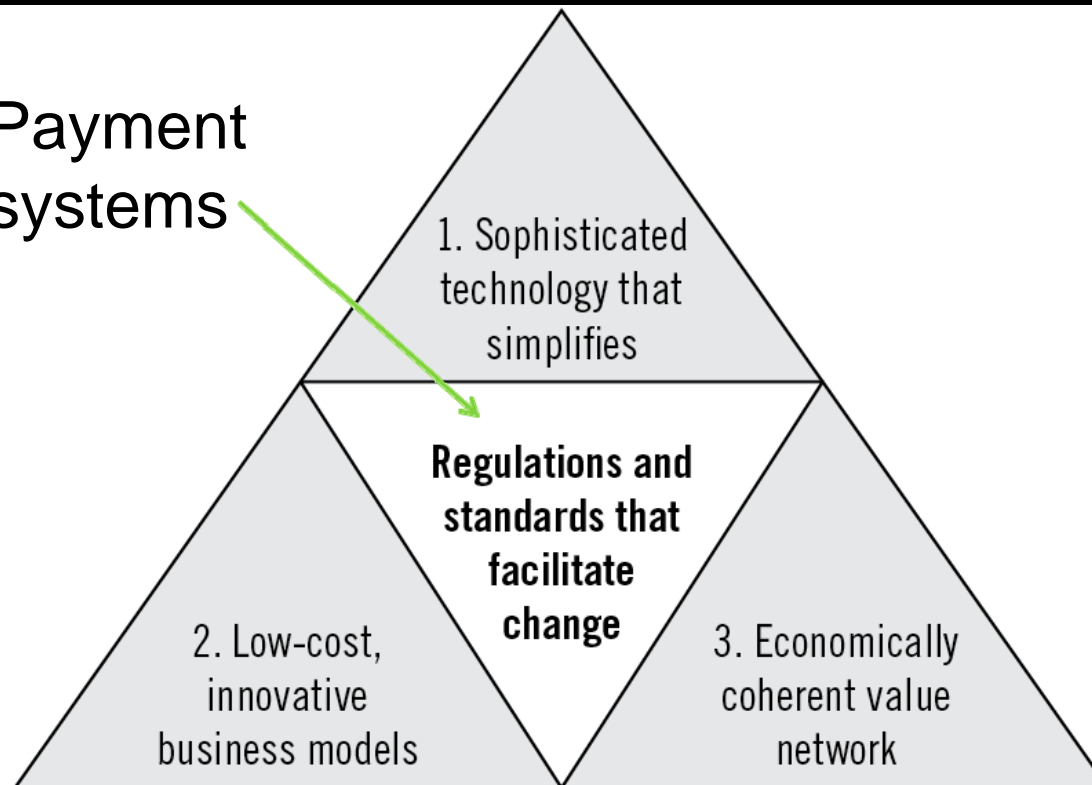 Payment
systems
1. Sophisticated
technology that
simplifies
Regulations and
standards that
facilitate
change
2. Low-cost,
innovative
business models
3. Economically
coherent value
network